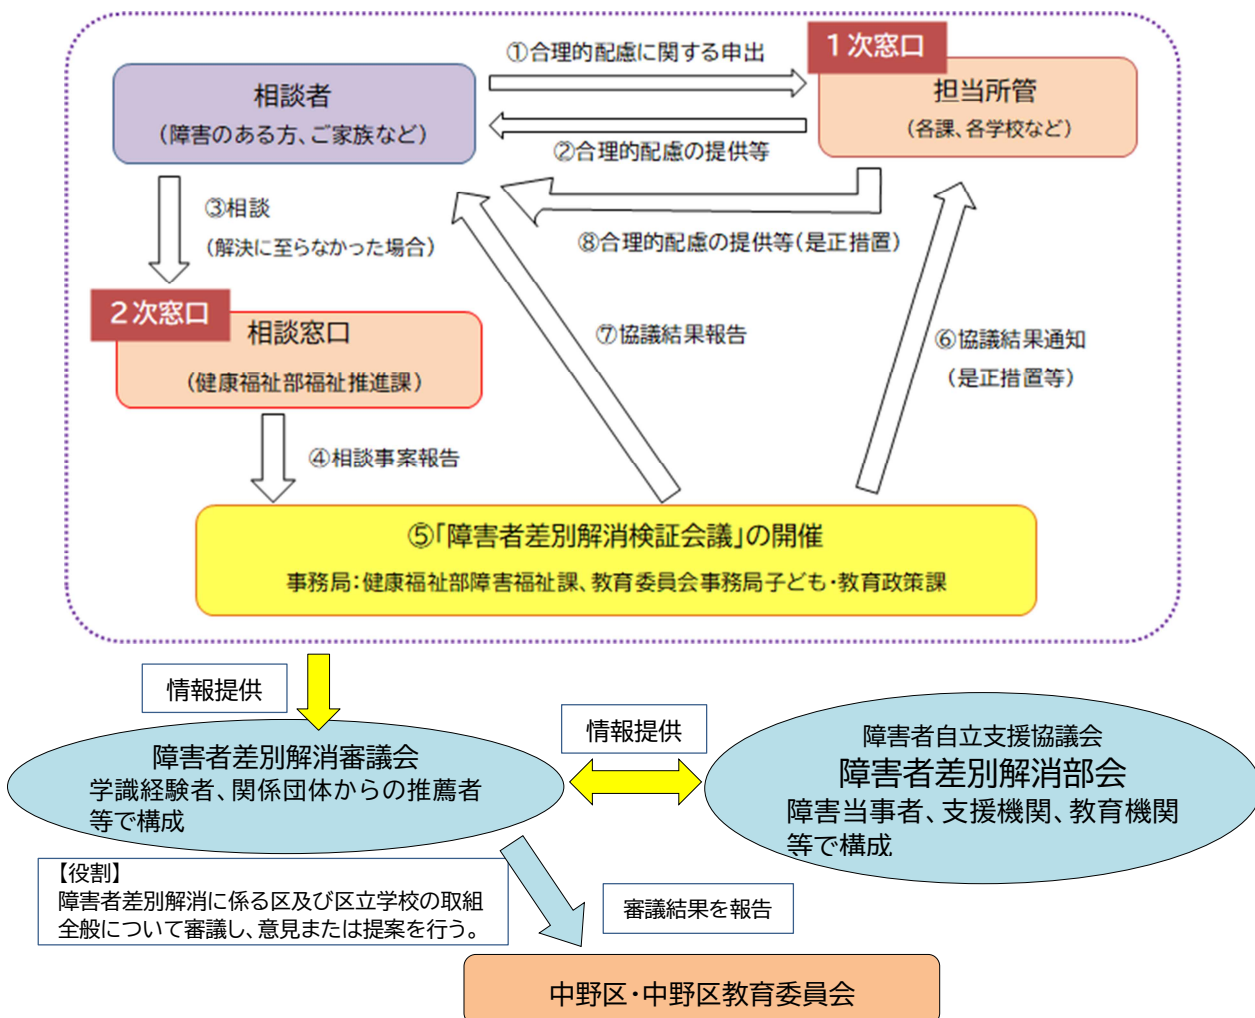 ①合理的配慮に関する申出
1次窓口
相談者
(障害のある方、ご家族など)
担当所管
(各課、各学校など)
②合理的配慮の提供等
③相談
(解決に至らなかった場合)
⑧合理的配慮の提供等(是正措置)
2次窓口
相談窓口
(健康福祉部福祉推進課)
⑦協議結果報告
⑥協議結果通知
(是正措置等)
④相談事案報告
⑤「障害者差別解消検証会議」の開催
事務局:健康福祉部障害福祉課、教育委員会事務局子ども・教育政策課
情報提供
障害者差別解消審議会
学識経験者、関係団体からの推薦者
等で構成
情報提供
障害者自立支援協議会
障害者差別解消部会
障害当事者、支援機関、教育機関
等で構成
【役割】
障害者差別解消に係る区及び区立学校の取組
全般について審議し、意見または提案を行う。
審議結果を報告
中野区・中野区教育委員会